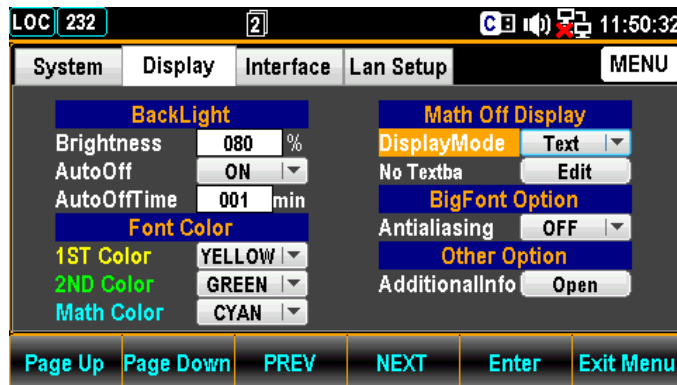 LOC 232 2 C 11:50:32
System Display Interface Lan Setup MENU
BackLight
Brightness 080 %
AutoOff ON
AutoOffTime 001 min
Font Color
1ST Color YELLOW
2ND Color GREEN
Math Color CYAN
Math Off Display
DisplayMode Text
No Textba Edit
BigFont Option
Antialiasing OFF
Other Option
AdditionalInfo Open
Page Up Page Down PREV NEXT Enter Exit Menu